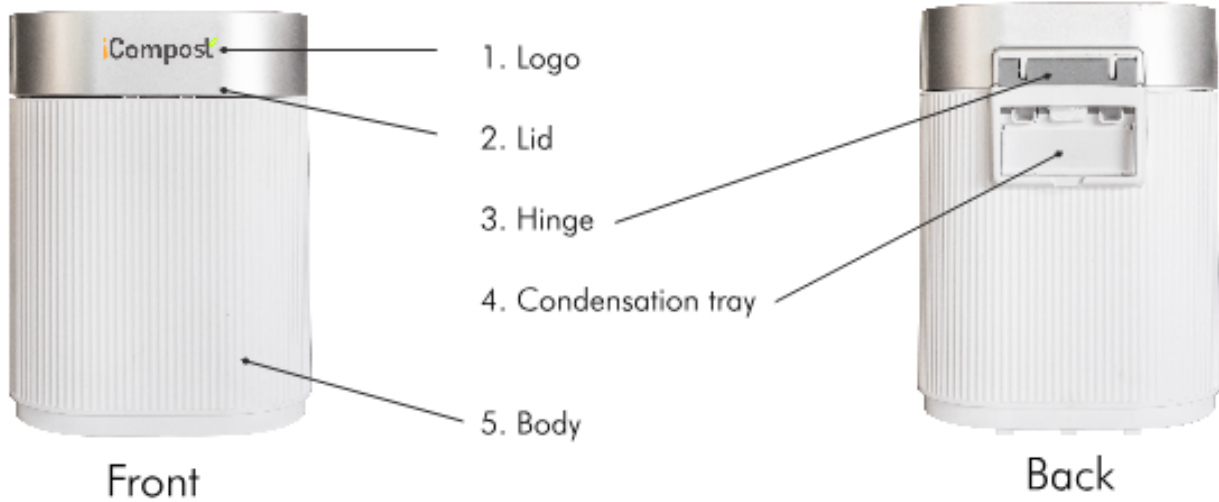 iCompost
1. Logo
2. Lid
3. Hinge
4. Condensation tray
5. Body
Front
Back